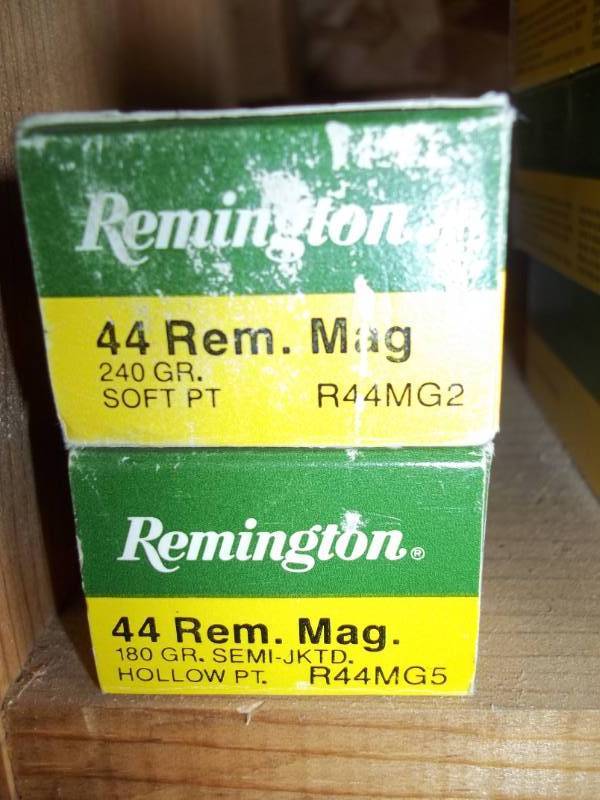 Remington
44 Rem. Mag
240 GR.
SOFT PT R44MG2
Remington®
44 Rem. Mag.
180 GR. SEMI-JKTD.
HOLLOW PT. R44MG5